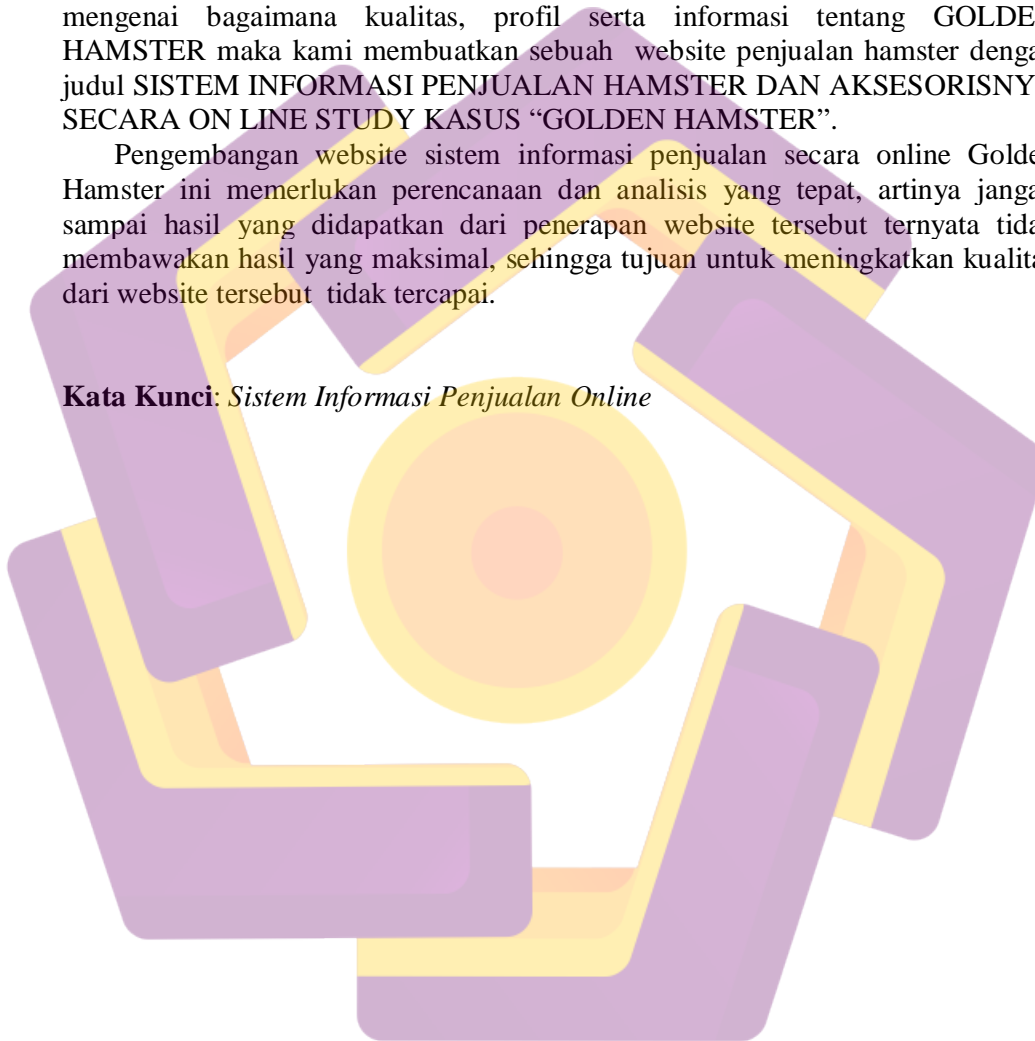 mengenai bagaimana kualitas, profil serta informasi tentang GOLDE
HAMSTER maka kami membuatkan sebuah website penjualan hamster denga
judul SISTEM INFORMASI PENJUALAN HAMSTER DAN AKSESORISNY
SECARA ON LINE STUDY KASUS “GOLDEN HAMSTER”.
Pengembangan website sistem informasi penjualan secara online Golde
Hamster ini memerlukan perencanaan dan analisis yang tepat, artinya janga
sampai hasil yang didapatkan dari penerapan website tersebut ternyata tida
membawakan hasil yang maksimal, sehingga tujuan untuk meningkatkan kualita
dari website tersebut tidak tercapai.
Kata Kunci: Sistem Informasi Penjualan Online